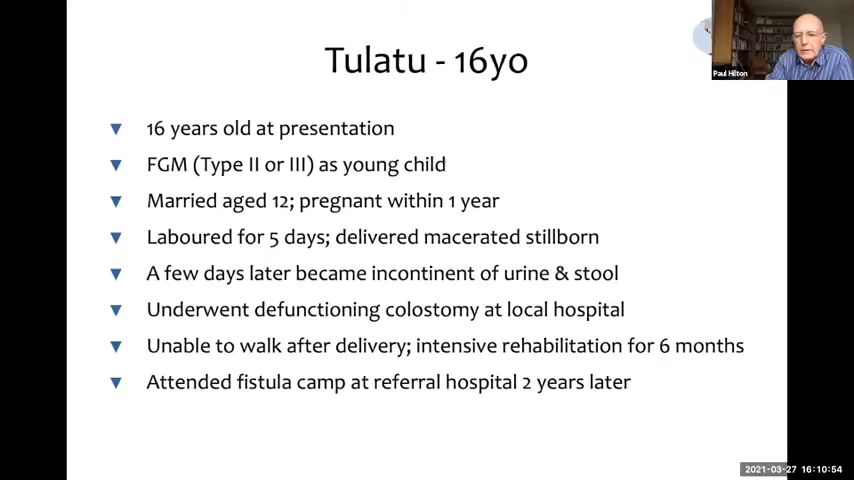 Tulatu - 16yo
Paul Hilton
16 years old at presentation
FGM (Type II or III) as young child
Married aged 12; pregnant within 1 year
Laboured for 5 days; delivered macerated stillborn
A few days later became incontinent of urine & stool
Underwent defunctioning colostomy at local hospital
Unable to walk after delivery; intensive rehabilitation for 6 months
Attended fistula camp at referral hospital 2 years later
2021-03-27 16:10:54